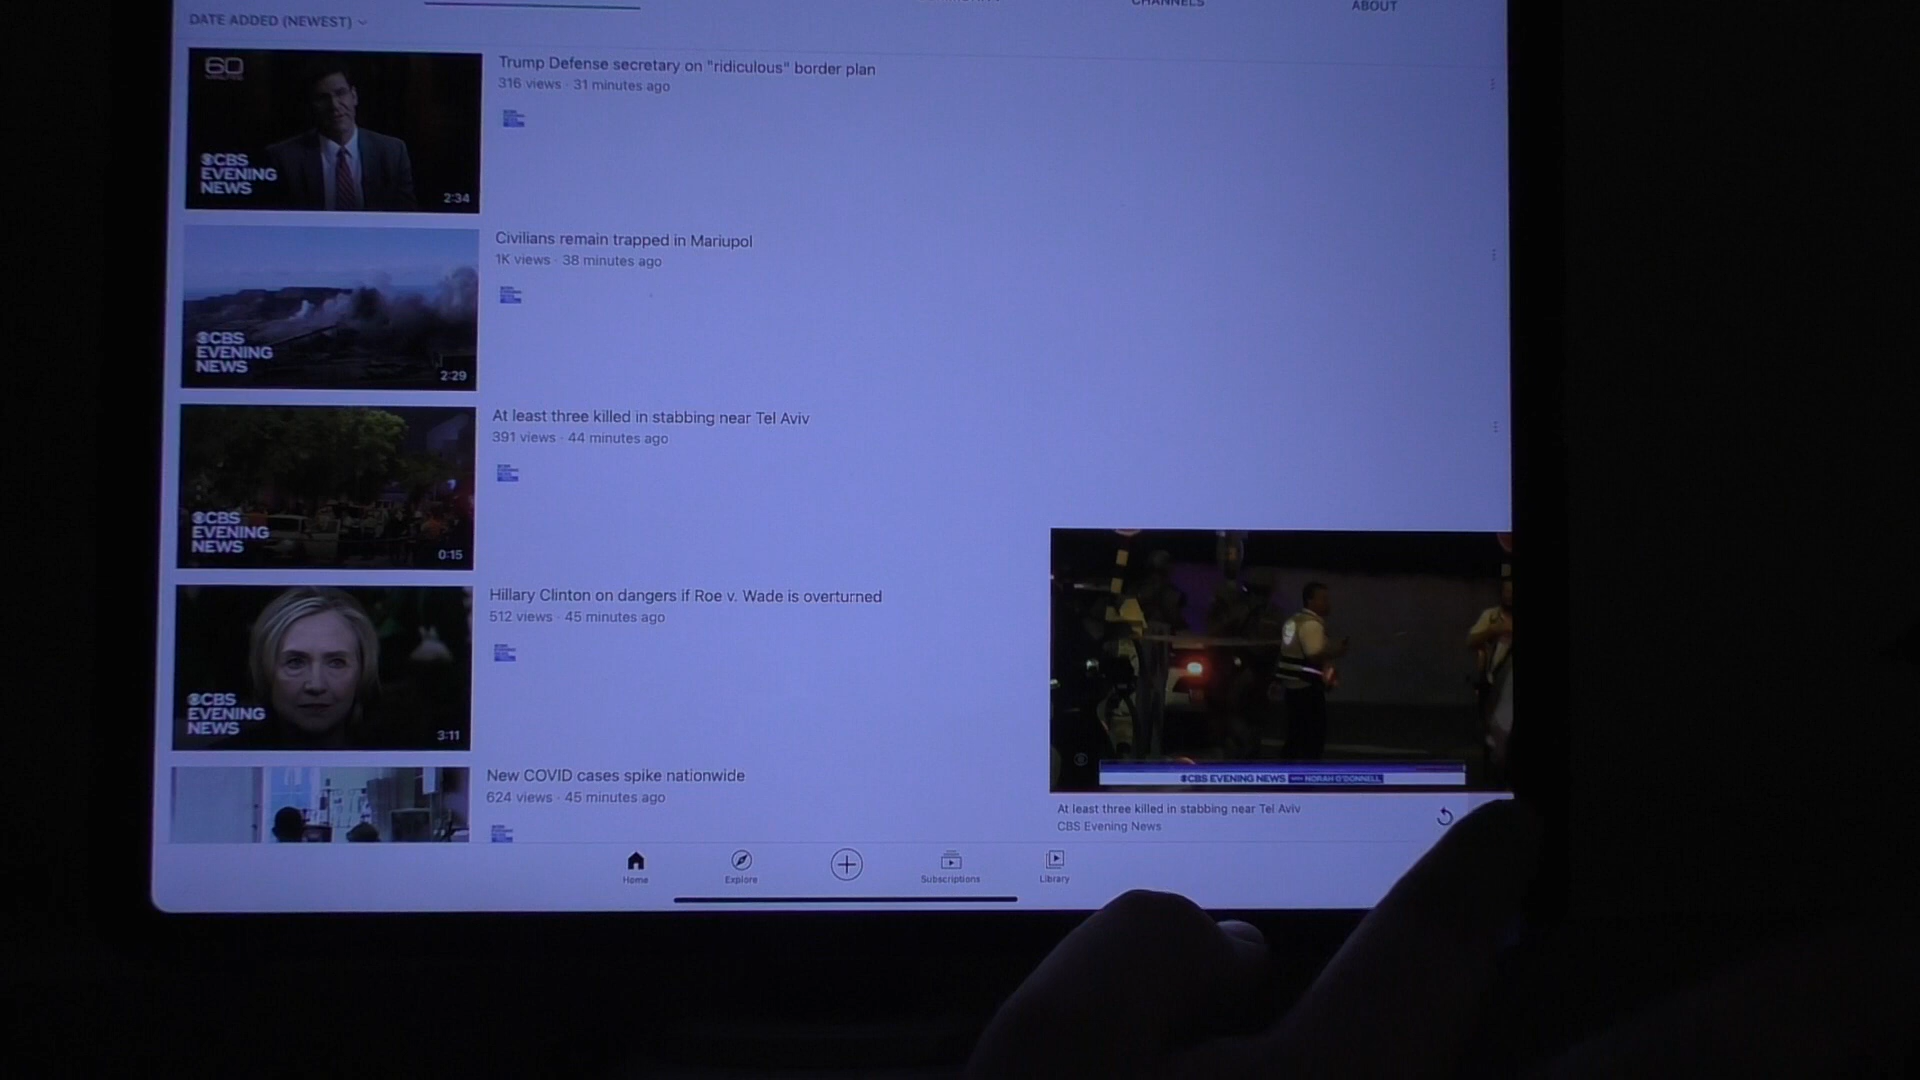 CHANNELS
ABOUT
DATE ADDED (NEWEST)
60
MINUTES
CBS
EVENING
NEWS
2:34
Trump Defense secretary on "ridiculous" border plan
316 views · 31 minutes ago
CBS
EVENING
NEWS
2:29
Civilians remain trapped in Mariupol
1K views · 38 minutes ago
CBS
EVENING
NEWS
0:15
At least three killed in stabbing near Tel Aviv
391 views · 44 minutes ago
CBS
EVENING
NEWS
3:11
Hillary Clinton on dangers if Roe v. Wade is overturned
512 views · 45 minutes ago
New COVID cases spike nationwide
624 views · 45 minutes ago
CBS EVENING NEWS WITH NORAH O'DONNELL
At least three killed in stabbing near Tel Aviv
CBS Evening News
Home
Explore
Subscriptions
Library